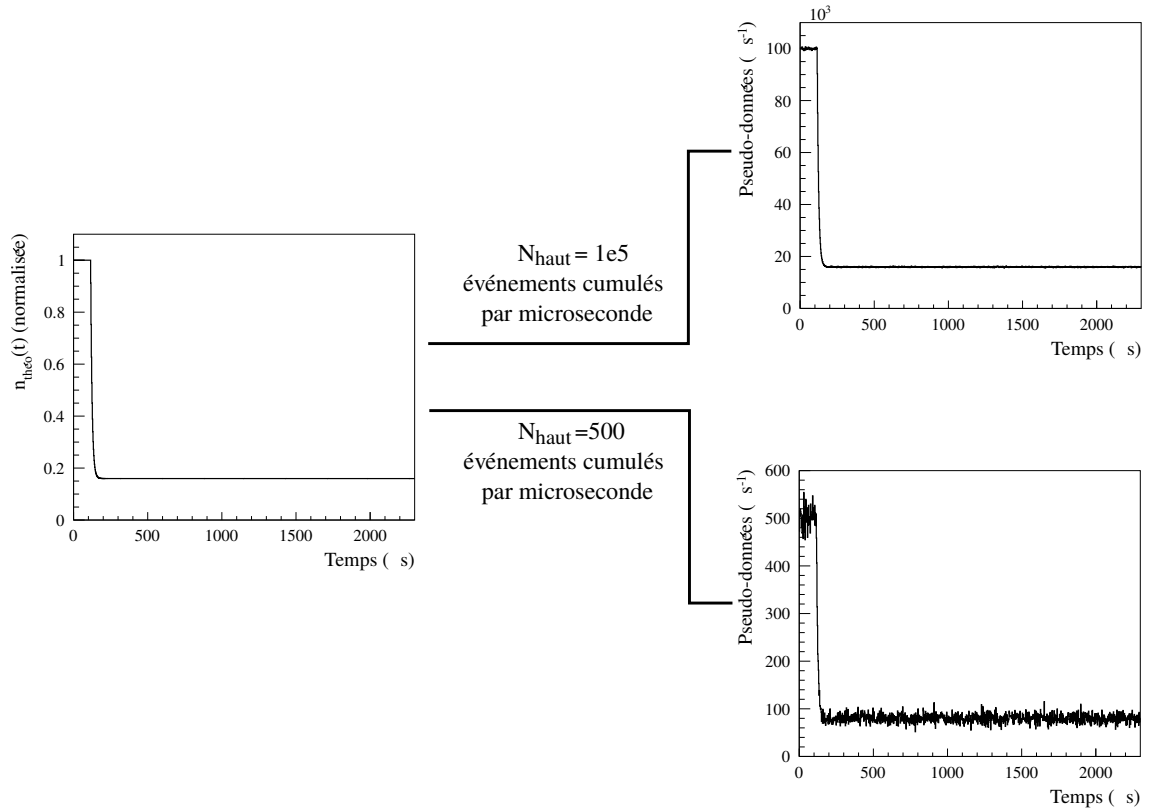 n_théo(t) (normalisée)
1
0.8
0.6
0.4
0.2
0
0 500 1000 1500 2000
Temps ( s)
N_haut = 1e5
événements cumulés
par microseconde
N_haut =500
événements cumulés
par microseconde
10³
Pseudo-données ( s⁻¹)
100
80
60
40
20
0
0 500 1000 1500 2000
Temps ( s)
Pseudo-données ( s⁻¹)
600
500
400
300
200
100
0
0 500 1000 1500 2000
Temps ( s)